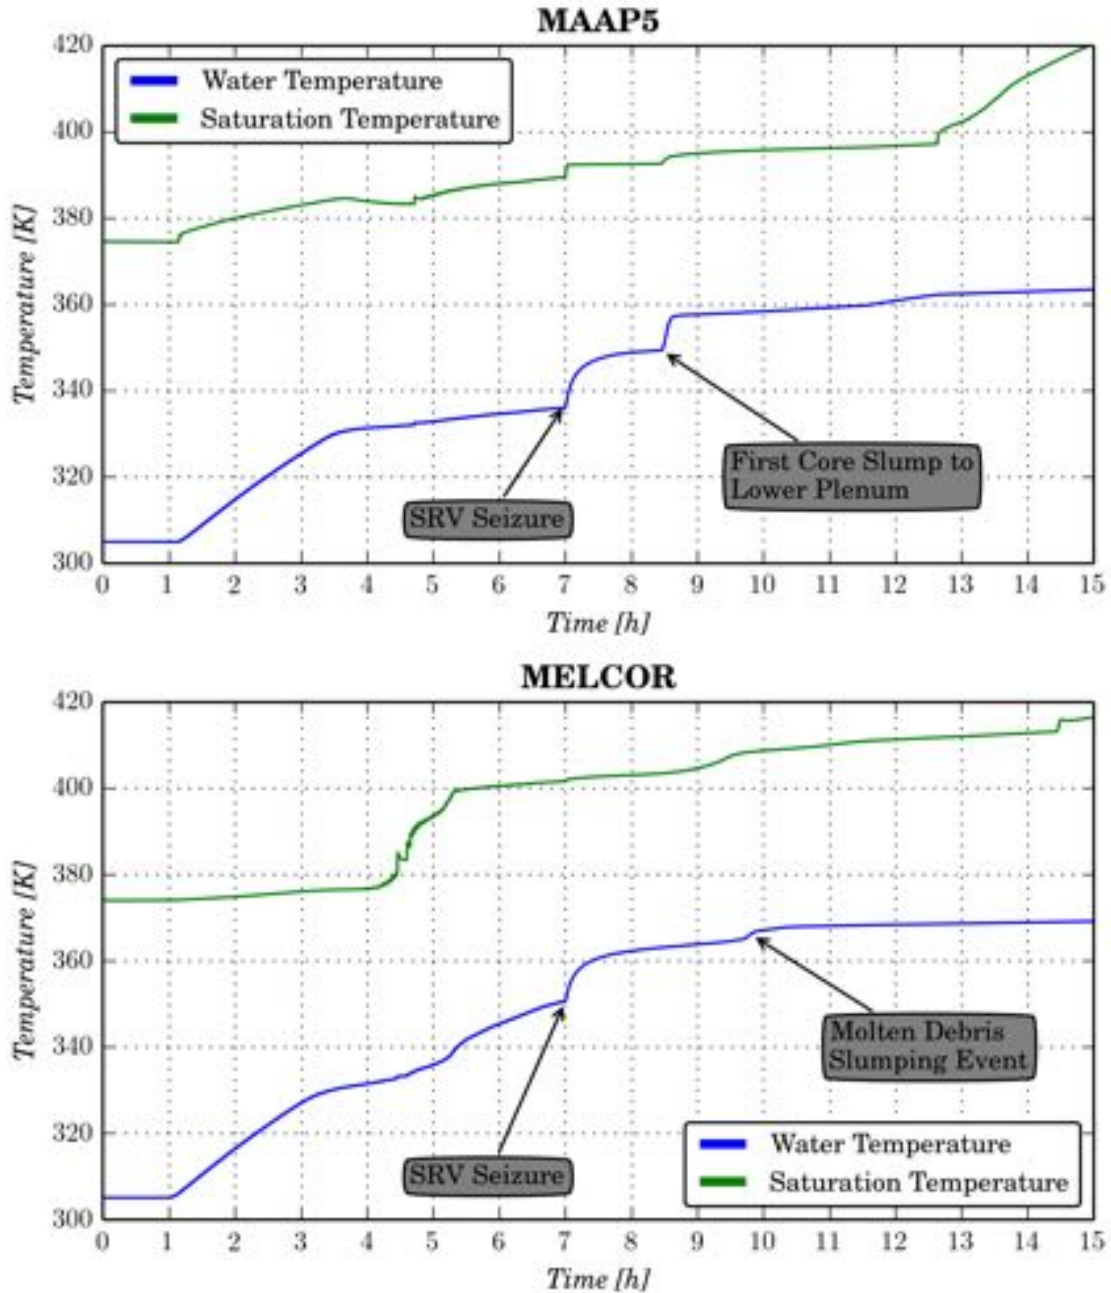 MAAP5
420
400
380
360
340
320
300
Temperature [K]
Water Temperature
Saturation Temperature
SRV Seizure
First Core Slump to
Lower Plenum
0 1 2 3 4 5 6 7 8 9 10 11 12 13 14 15
Time [h]
MELCOR
420
400
380
360
340
320
300
Temperature [K]
Molten Debris
Slumping Event
SRV Seizure
Water Temperature
Saturation Temperature
0 1 2 3 4 5 6 7 8 9 10 11 12 13 14 15
Time [h]